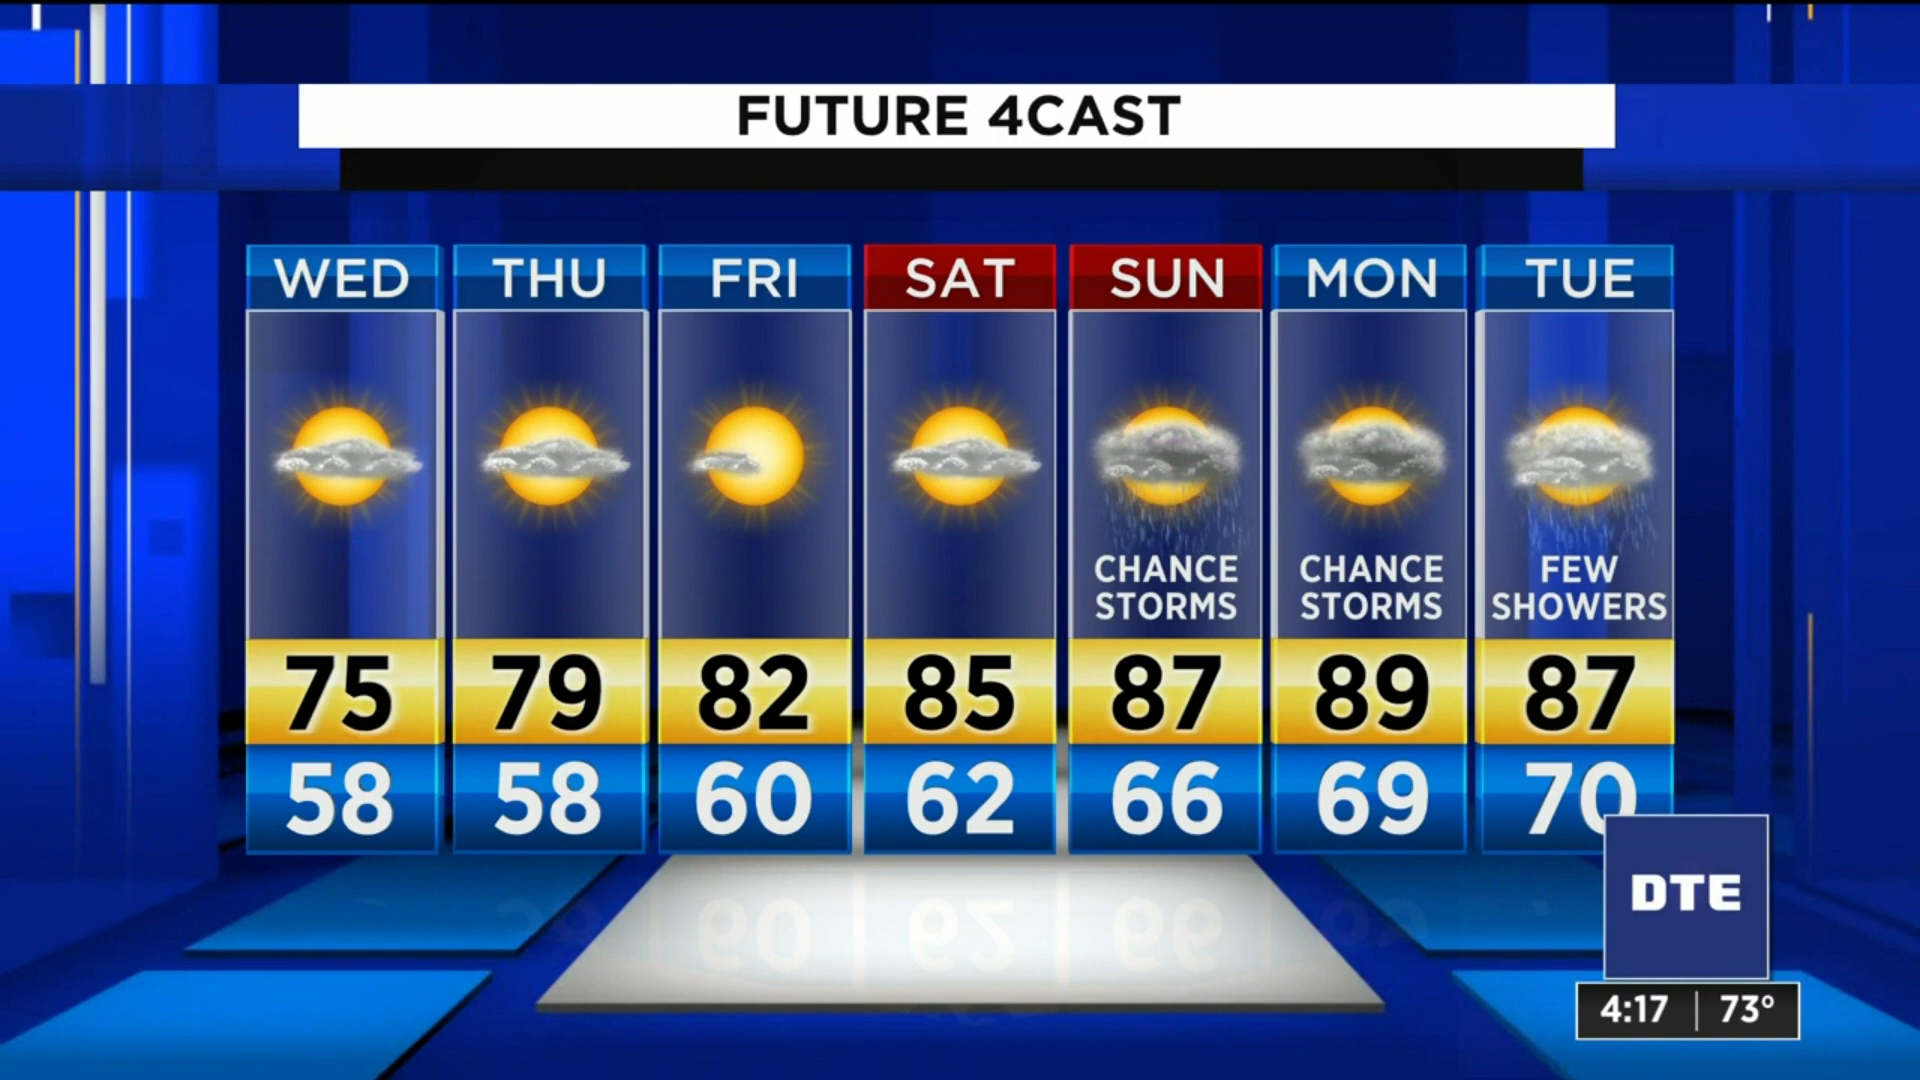 FUTURE 4CAST
WED THU FRI SAT SUN MON TUE
CHANCE STORMS CHANCE STORMS FEW SHOWERS
75 79 82 85 87 89 87
58 58 60 62 66 69 70
DTE
4:17 73°